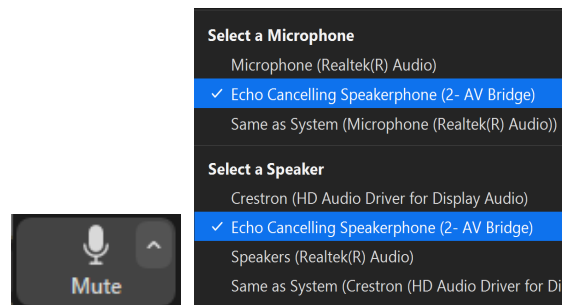 Select a Microphone
Microphone (Realtek(R) Audio)
Echo Cancelling Speakerphone (2- AV Bridge)
Same as System (Microphone (Realtek(R) Audio))
Select a Speaker
Crestron (HD Audio Driver for Display Audio)
Echo Cancelling Speakerphone (2- AV Bridge)
Speakers (Realtek(R) Audio)
Same as System (Crestron (HD Audio Driver for Di
Mute